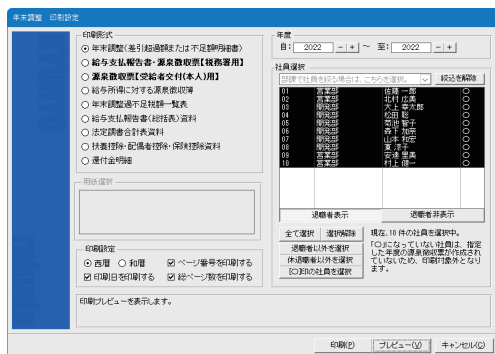 年末調整 印刷設定
印刷形式
年末調整(差引超過額または不足額明細書)
給与支払報告書・源泉徴収票【税務署用】
源泉徴収票【受給者交付(本人)用】
給与所得に対する源泉徴収簿
年末調整過不足税額一覧表
給与支払報告書(総括表)資料
法定調書合計表資料
扶養控除・配偶者控除・保険控除資料
還付金明細
用紙選択
印刷設定
西暦 和暦 ページ番号を印刷する
印刷日を印刷する 総ページ数を印刷する
年度
自: 2022 - + ~ 至: 2022 - +
社員選択
部課で社員を絞る場合は、こちらを選択。 絞込を解除
01 営業部 佐藤 一郎 〇
02 営業部 北村 広美 〇
03 開発部 大上 幸太郎 〇
04 開発部 松田 聡 〇
05 開発部 菊池 智子 〇
06 開発部 森下 加奈 〇
07 開発部 山本 和宏 〇
08 開発部 東 涼子 〇
09 営業部 安達 里美 〇
10 営業部 村上 健一 〇
退職者表示 退職者非表示
全て選択 選択解除
退職者以外を選択
休退職者以外を選択
[〇]印の社員を選択
現在、10 件の社員を選択中。
「〇」になっていない社員は、指定
した年度の源泉徴収票が作成され
ていないため、印刷対象外となり
ます。
印刷プレビューを表示します。
印刷(P) プレビュー(V) キャンセル(C)